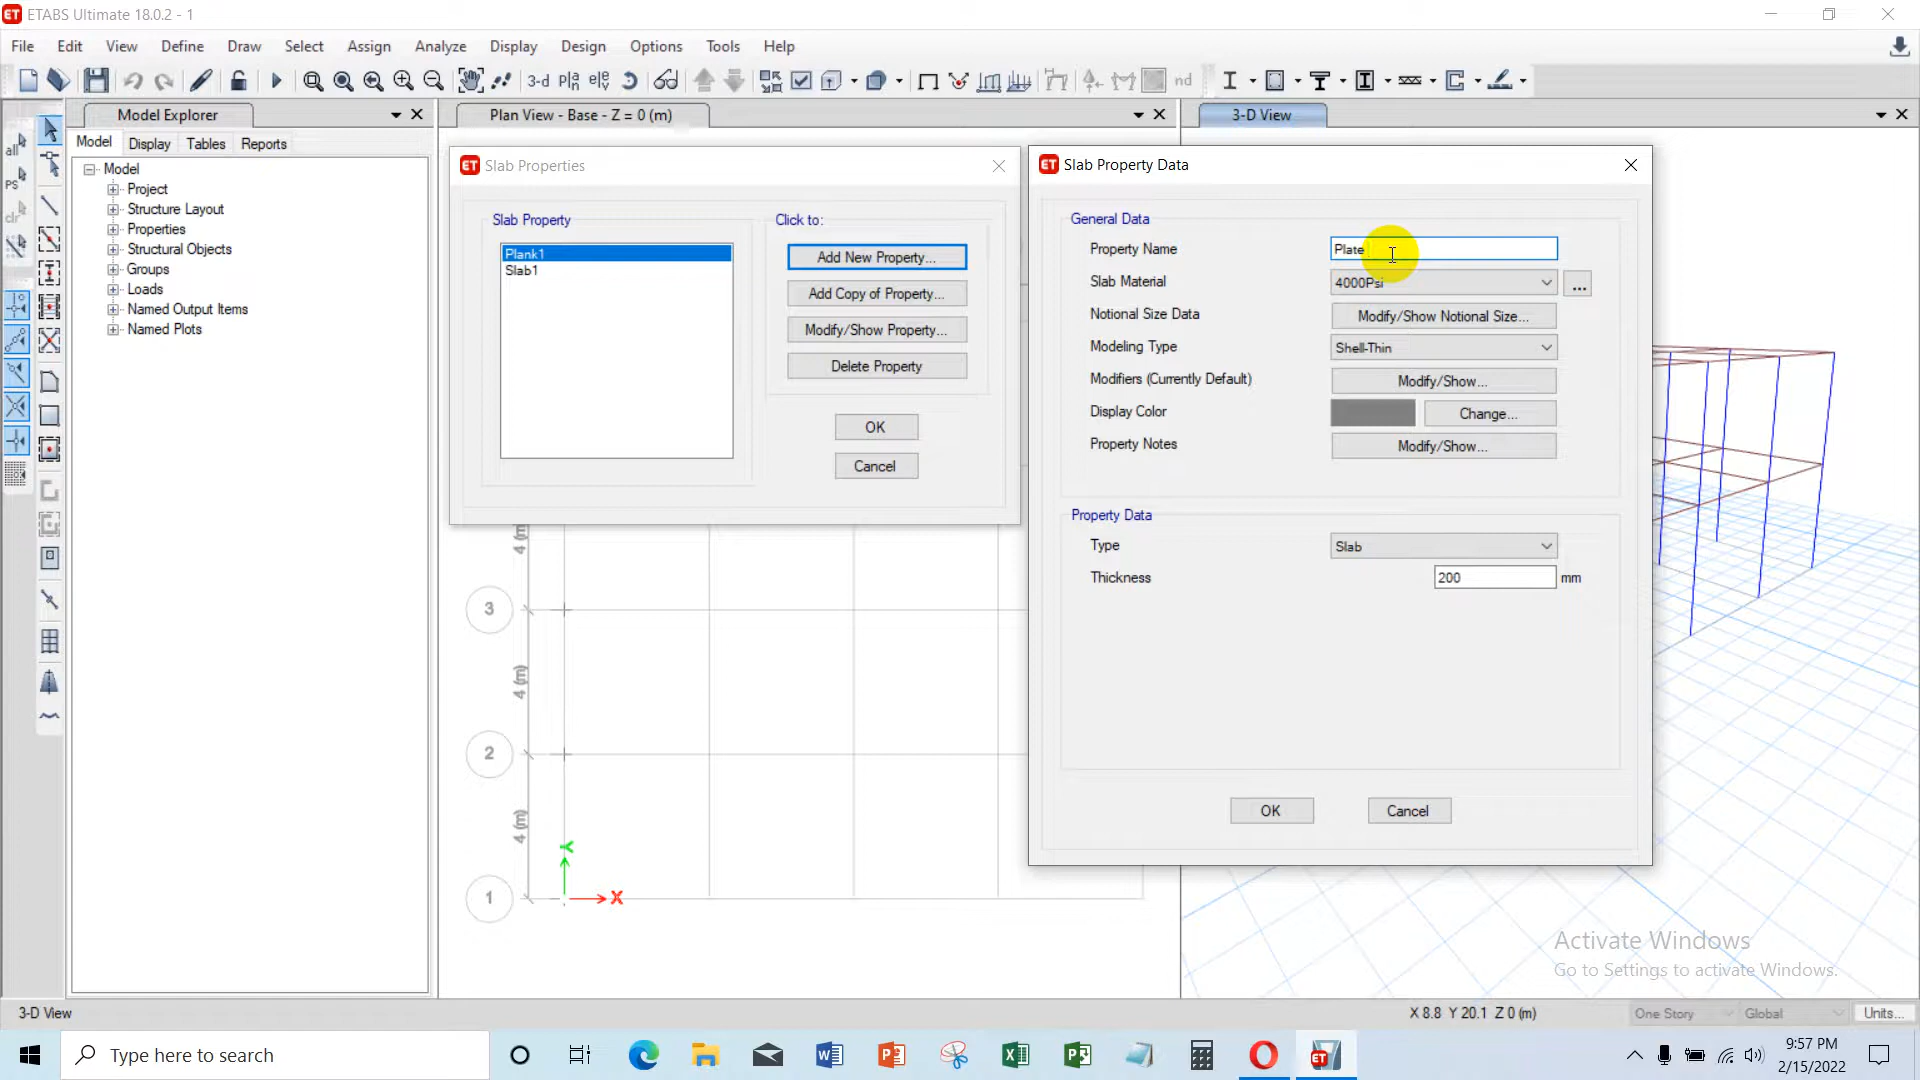 ETABS Ultimate 18.0.2 - 1
File Edit View Define Draw Select Assign Analyze Display Design Options Tools Help
3-d
nd
Model Explorer
Plan View - Base - Z = 0 (m)
3-D View
Model Display Tables Reports
all
PS
clr
Model
Project
Structure Layout
Properties
Structural Objects
Groups
Loads
Named Output Items
Named Plots
Slab Properties
Slab Property
Plank1
Slab1
Click to:
Add New Property...
Add Copy of Property...
Modify/Show Property...
Delete Property
OK
Cancel
Slab Property Data
General Data
Property Name Plate
Slab Material 4000Psi ...
Notional Size Data Modify/Show Notional Size...
Modeling Type Shell-Thin
Modifiers (Currently Default) Modify/Show...
Display Color Change...
Property Notes Modify/Show...
Property Data
Type Slab
Thickness 200 mm
OK Cancel
4 (m)
3
4 (m)
2
4 (m)
Y
1
X
Activate Windows
Go to Settings to activate Windows.
3-D View
X 8.8 Y 20.1 Z 0 (m)
One Story
Global
Units...
Type here to search
9:57 PM
2/15/2022